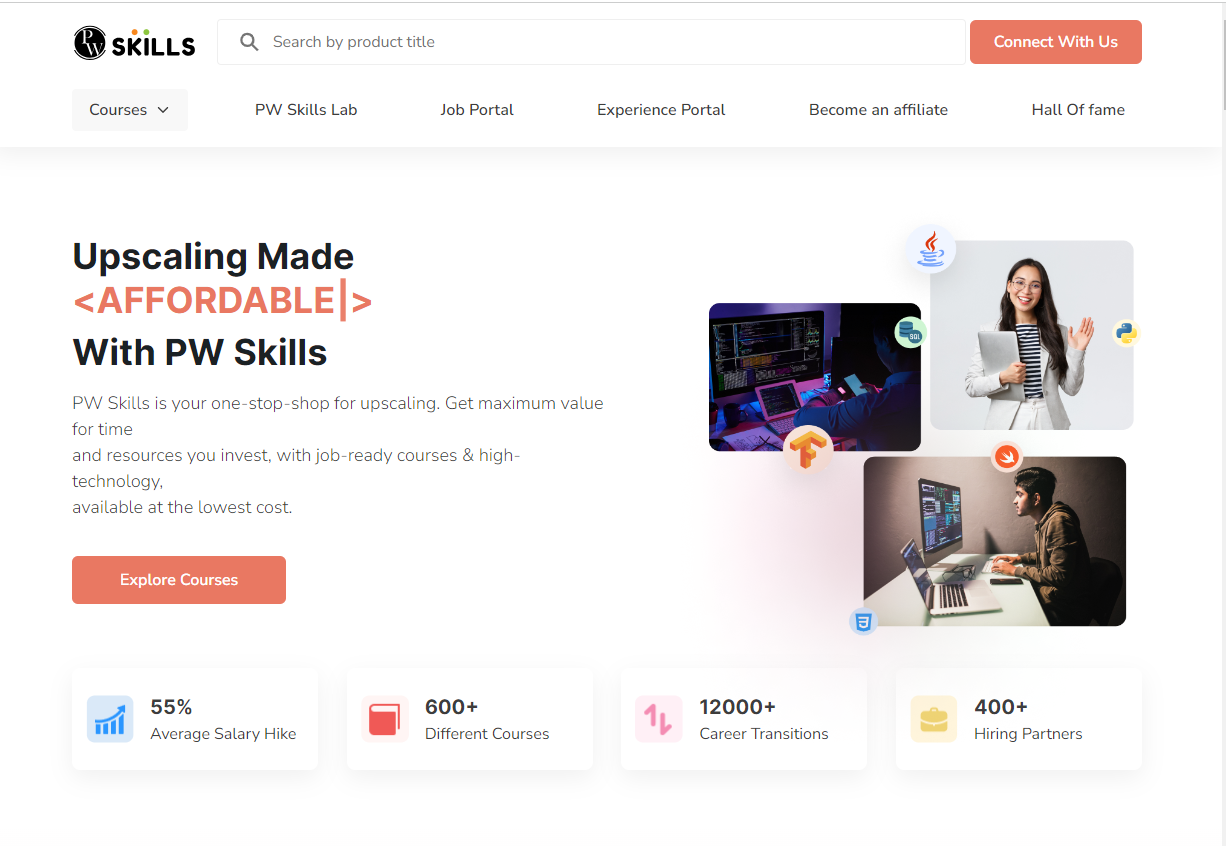 PW SKILLS
Search by product title
Connect With Us
Courses
PW Skills Lab
Job Portal
Experience Portal
Become an affiliate
Hall Of fame
Upscaling Made
<AFFORDABLE|>
With PW Skills
PW Skills is your one-stop-shop for upscaling. Get maximum value
for time
and resources you invest, with job-ready courses & high-
technology,
available at the lowest cost.
Explore Courses
SQL
55%
Average Salary Hike
600+
Different Courses
12000+
Career Transitions
400+
Hiring Partners